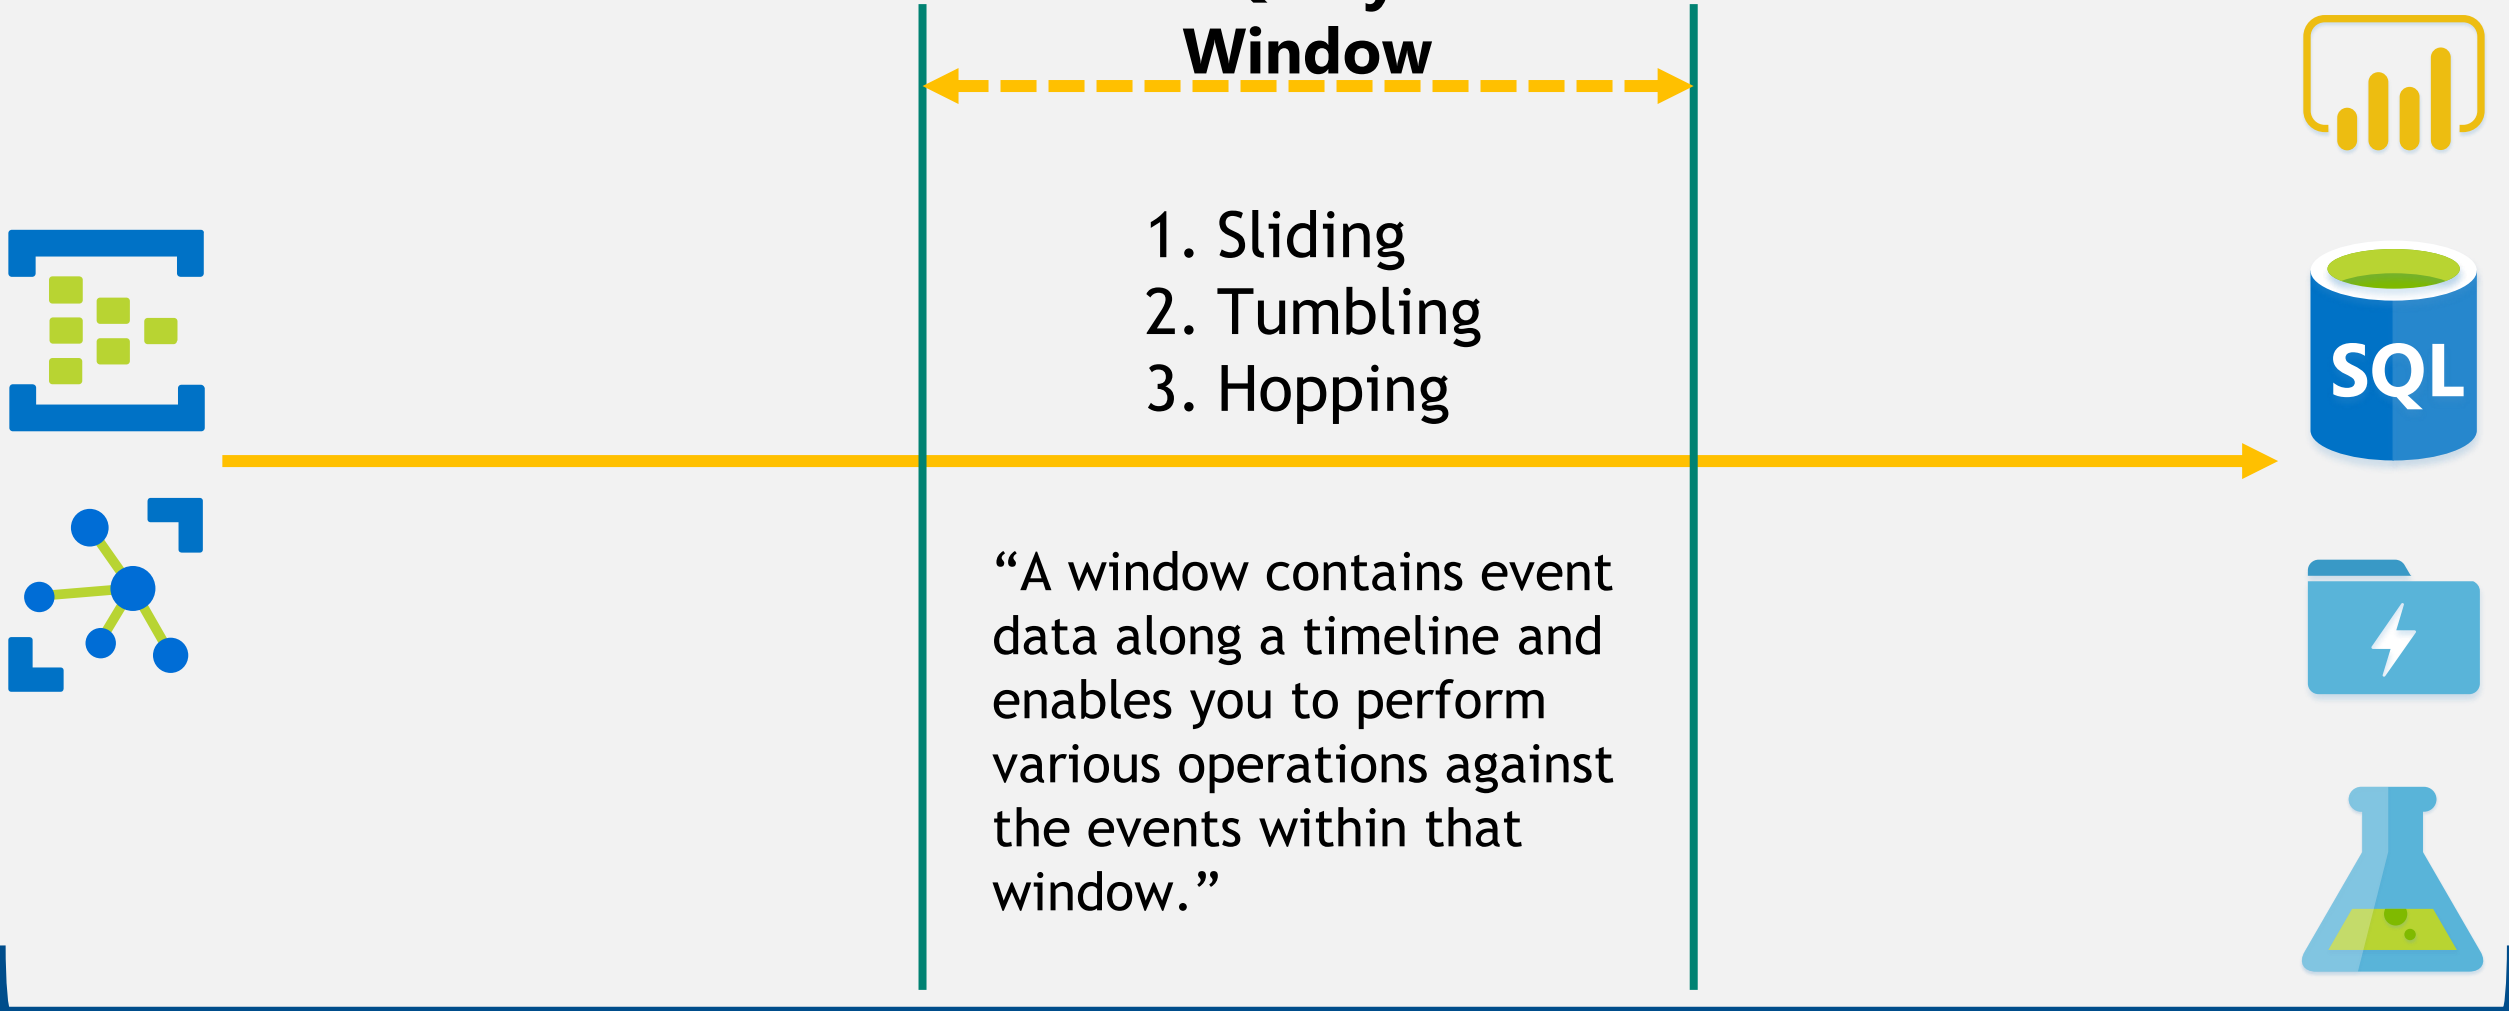 Window
1. Sliding
2. Tumbling
3. Hopping
SQL
“A window contains event
data along a timeline and
enables you to perform
various operations against
the events within that
window.”